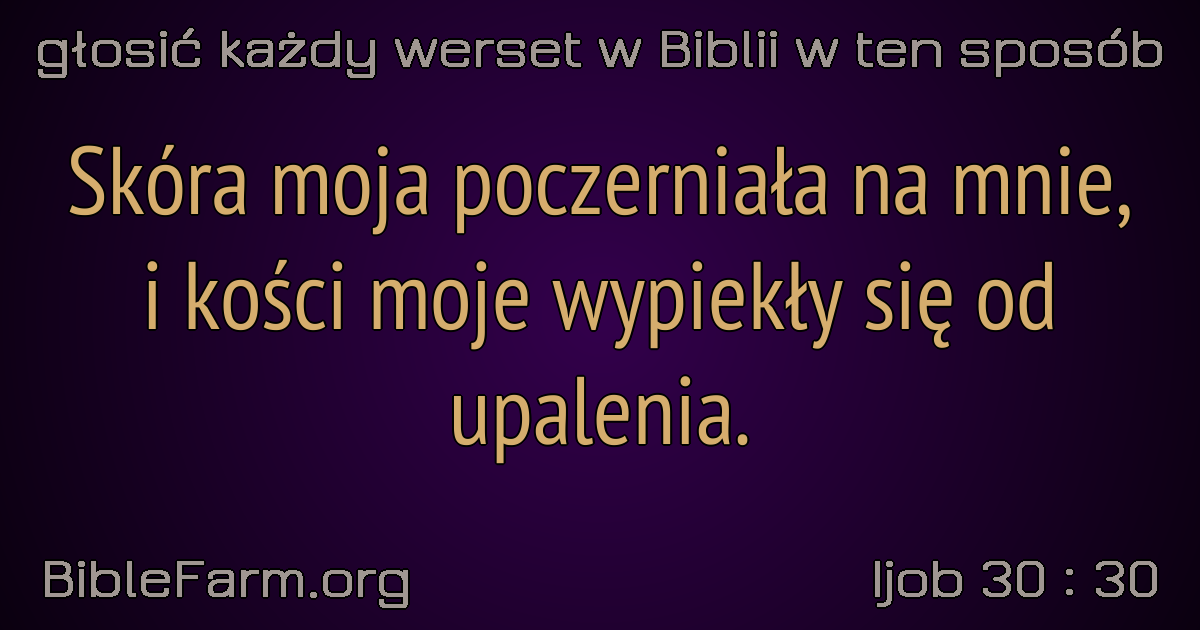 głosić każdy werset w Biblii w ten sposób
Skóra moja poczerniała na mnie,
i kości moje wypiekły się od
upalenia.
BibleFarm.org
Ijob 30 : 30